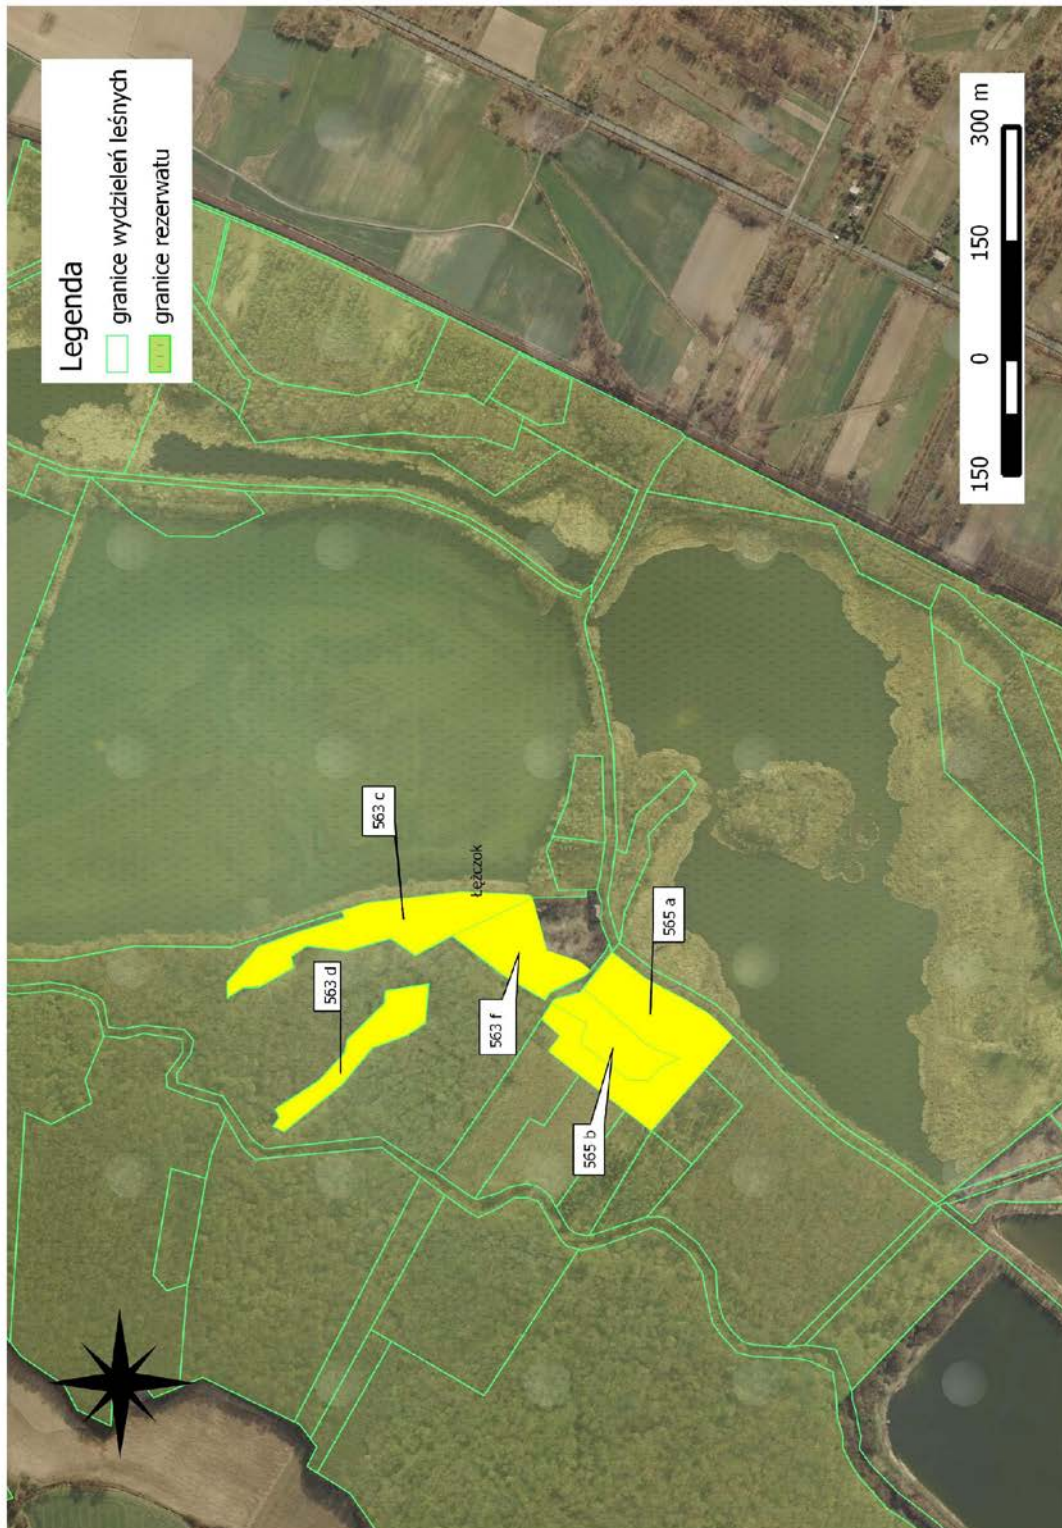 Legenda
granice wydzieleń leśnych
granice rezerwatu
563 c
563 d
Łężczok
563 f
565 a
565 b
150 0 150 300 m